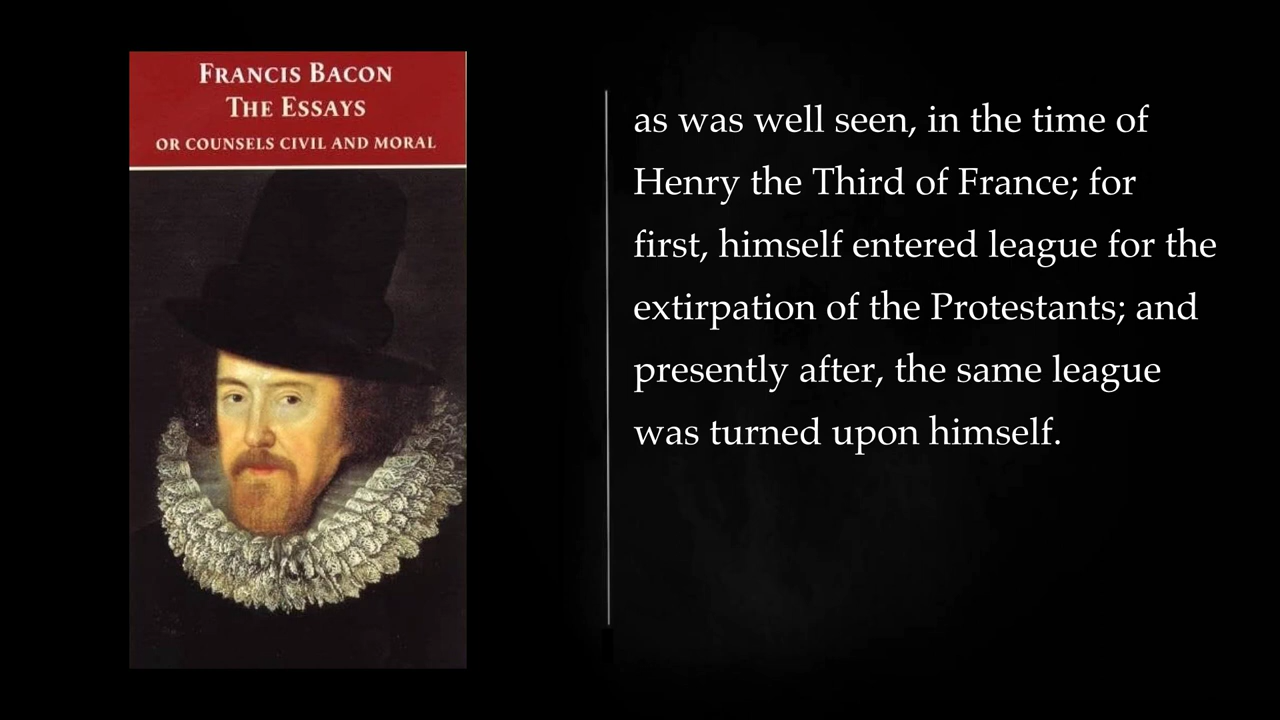 FRANCIS BACON
THE ESSAYS
OR COUNSELS CIVIL AND MORAL
as was well seen, in the time of
Henry the Third of France; for
first, himself entered league for the
extirpation of the Protestants; and
presently after, the same league
was turned upon himself.